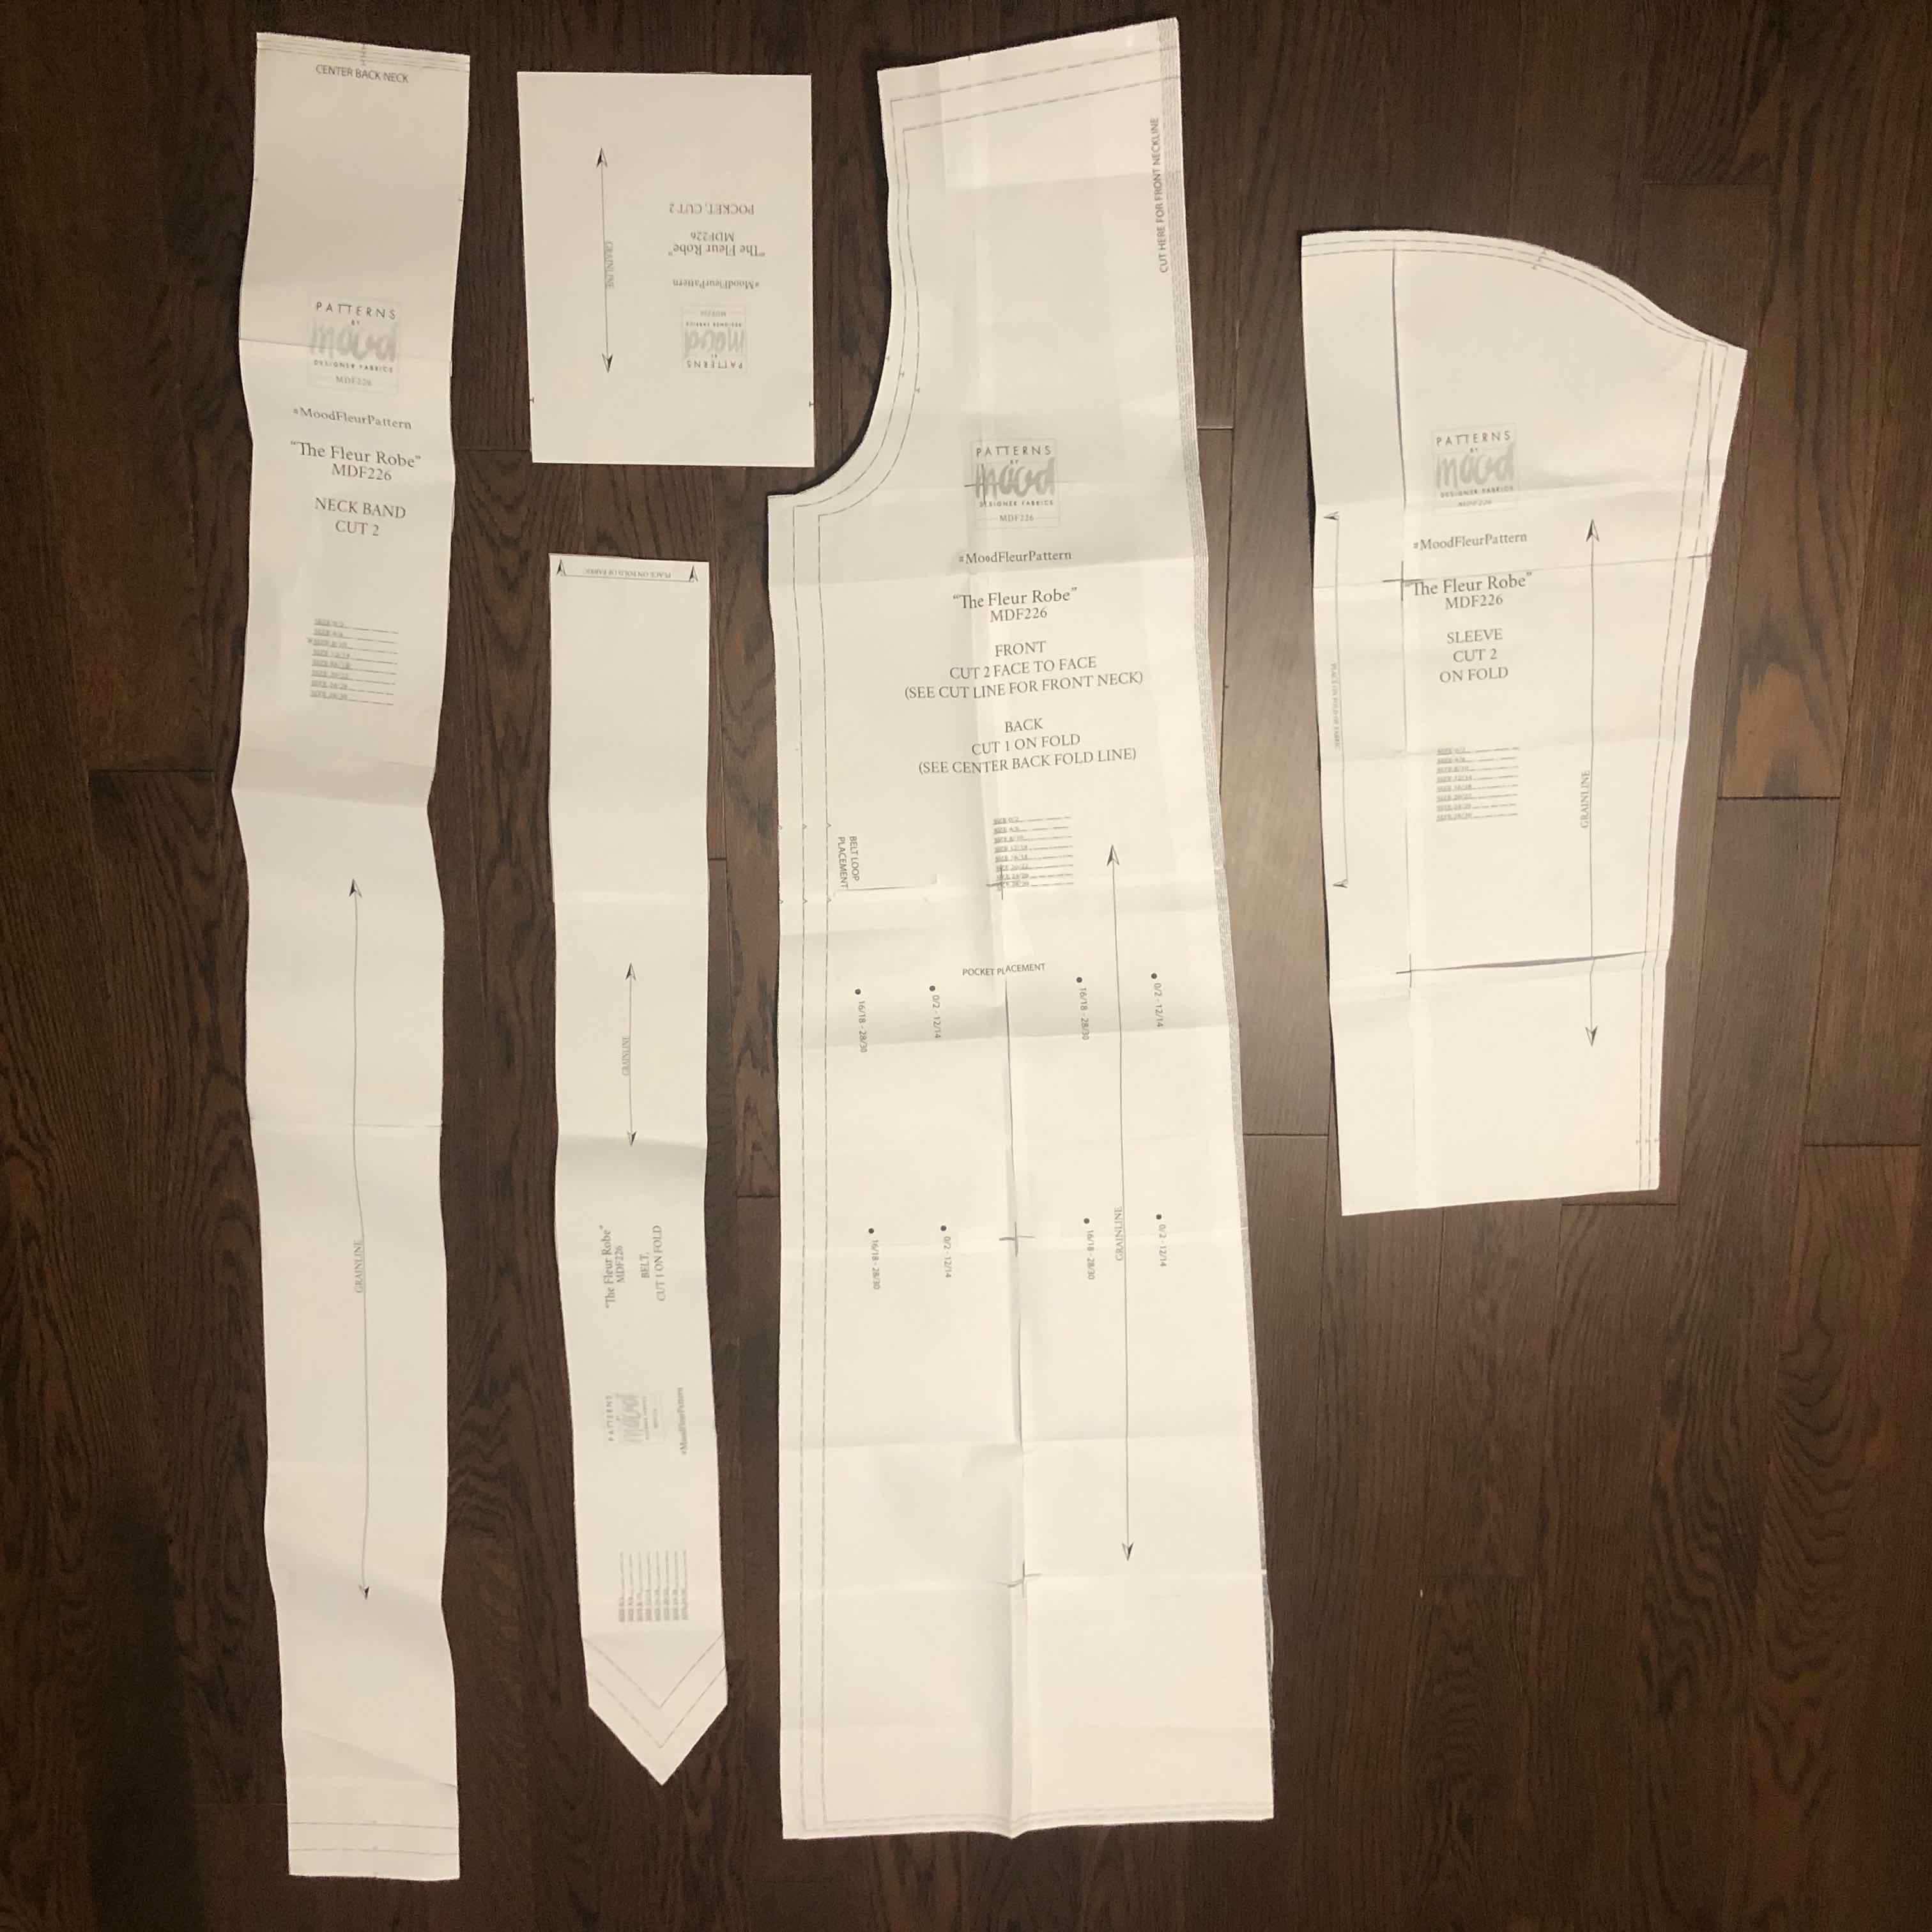 CENTER BACK NECK
PATTERNS
BY
mood
DESIGNER FABRICS
MDF226
#MoodFleurPattern
"The Fleur Robe"
MDF226
NECK BAND
CUT 2
GRAINLINE
POCKET, CUT 2
"The Fleur Robe"
MDF226
#MoodFleurPattern
PATTERNS
BY
mood
DESIGNER FABRICS
MDF226
GRAINLINE
PLACE ON FOLD OF FABRIC
GRAINLINE
"The Fleur Robe"
MDF226
BELT,
CUT 1 ON FOLD
PATTERNS
mood
#MoodFleurPattern
CUT HERE FOR FRONT NECKLINE
PATTERNS
BY
mood
DESIGNER FABRICS
MDF226
#MoodFleurPattern
"The Fleur Robe"
MDF226
FRONT
CUT 2 FACE TO FACE
(SEE CUT LINE FOR FRONT NECK)
BACK
CUT 1 ON FOLD
(SEE CENTER BACK FOLD LINE)
BELT LOOP
PLACEMENT
POCKET PLACEMENT
16/18 - 28/30
0/2 - 12/14
16/18 - 28/30
0/2 - 12/14
16/18 - 28/30
0/2 - 12/14
16/18 - 28/30
0/2 - 12/14
GRAINLINE
PATTERNS
BY
mood
DESIGNER FABRICS
MDF226
#MoodFleurPattern
"The Fleur Robe"
MDF226
SLEEVE
CUT 2
ON FOLD
PLACE ON FOLD OF FABRIC
GRAINLINE